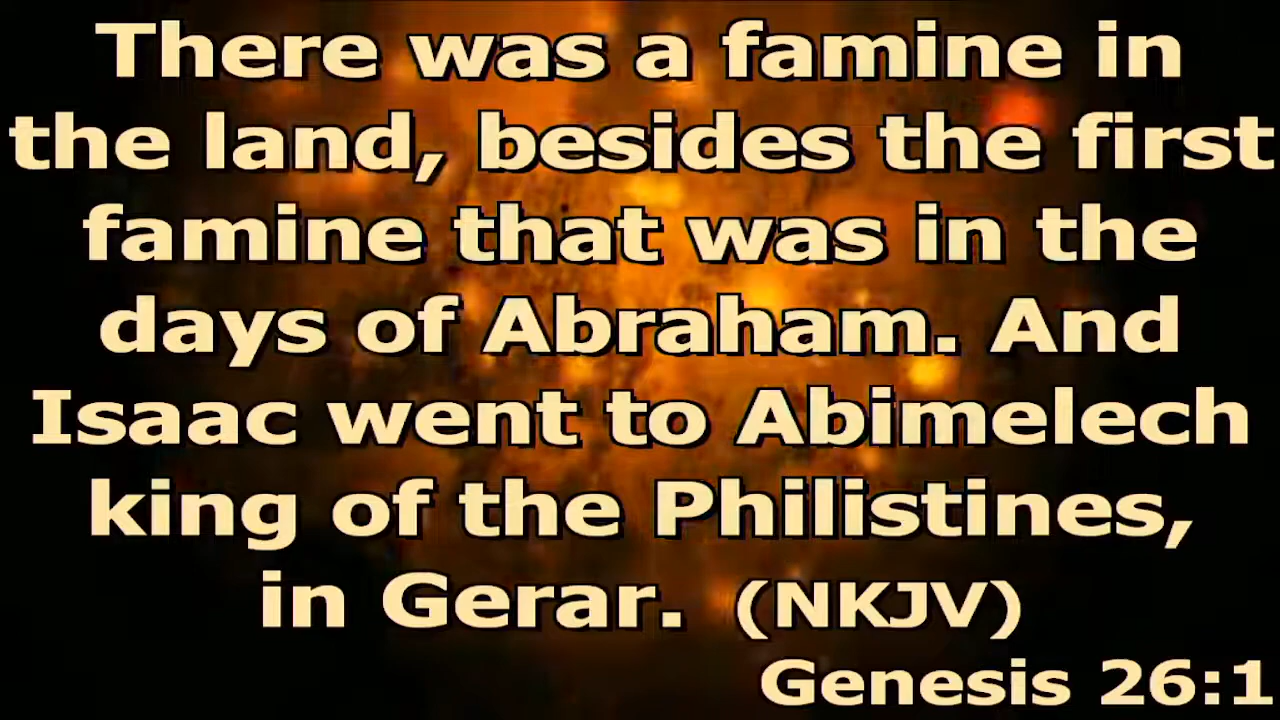 There was a famine in
the land, besides the first
famine that was in the
days of Abraham. And
Isaac went to Abimelech
king of the Philistines,
in Gerar. (NKJV)
Genesis 26:1